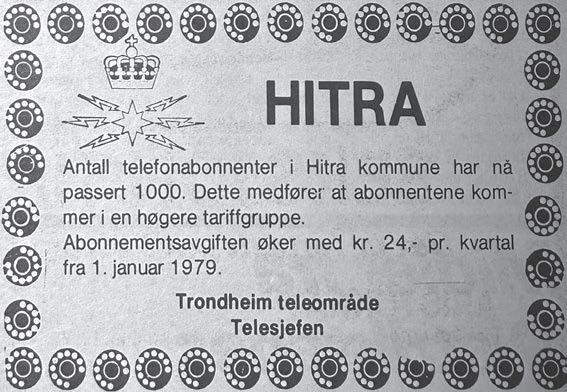 HITRA
Antall telefonabonnenter i Hitra kommune har nå
passert 1000. Dette medfører at abonnentene kom-
mer i en høgere tariffgruppe.
Abonnementsavgiften øker med kr. 24,- pr. kvartal
fra 1. januar 1979.
Trondheim teleområde
Telesjefen